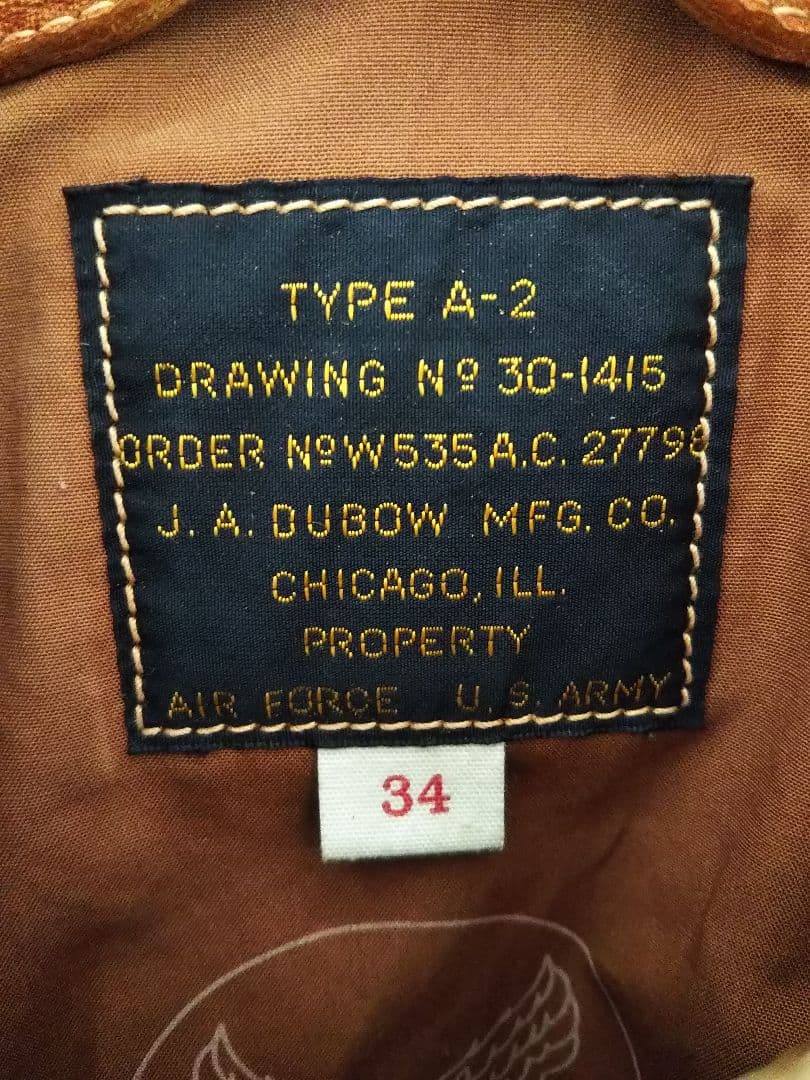 TYPE A-2
DRAWING Nº 30-1415
ORDER Nº W535 A.C. 27798
J. A. DUBOW MFG. CO.
CHICAGO, ILL.
PROPERTY
AIR FORCE U. S. ARMY
34